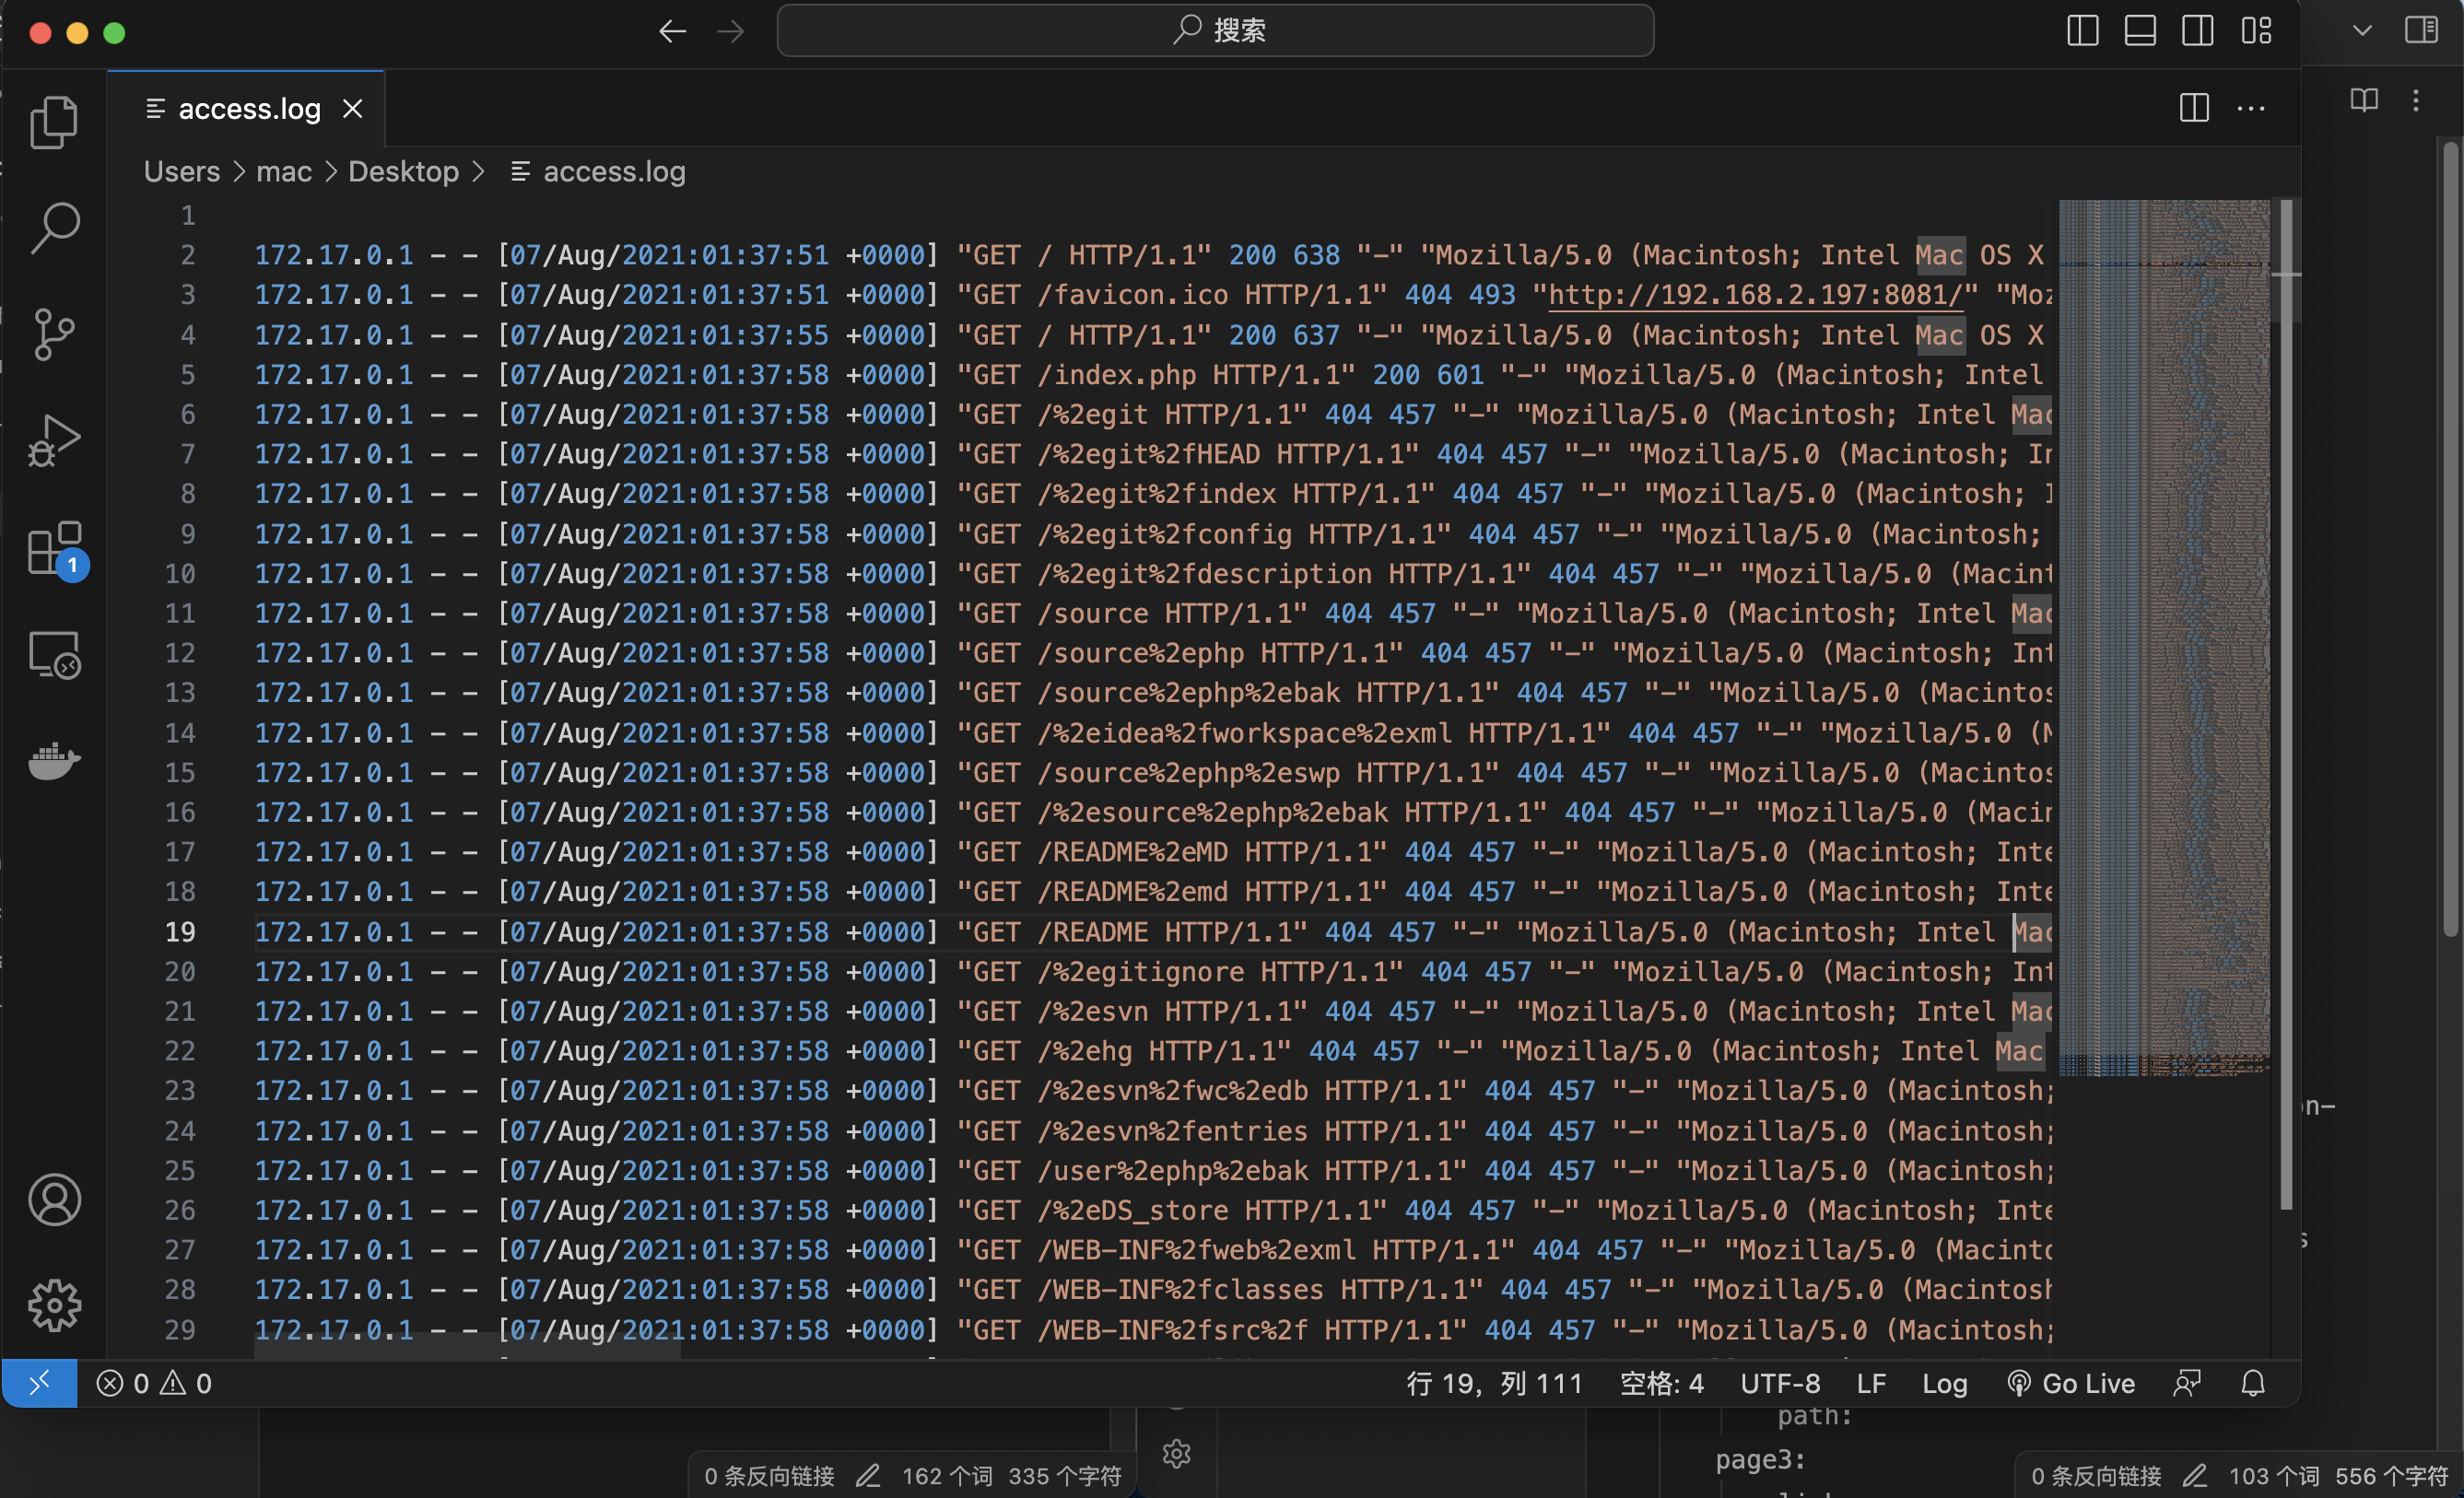 搜索
access.log
Users > mac > Desktop > access.log
1
2 172.17.0.1 - - [07/Aug/2021:01:37:51 +0000] "GET / HTTP/1.1" 200 638 "-" "Mozilla/5.0 (Macintosh; Intel Mac OS X
3 172.17.0.1 - - [07/Aug/2021:01:37:51 +0000] "GET /favicon.ico HTTP/1.1" 404 493 "http://192.168.2.197:8081/" "Moz
4 172.17.0.1 - - [07/Aug/2021:01:37:55 +0000] "GET / HTTP/1.1" 200 637 "-" "Mozilla/5.0 (Macintosh; Intel Mac OS X
5 172.17.0.1 - - [07/Aug/2021:01:37:58 +0000] "GET /index.php HTTP/1.1" 200 601 "-" "Mozilla/5.0 (Macintosh; Intel
6 172.17.0.1 - - [07/Aug/2021:01:37:58 +0000] "GET /%2egit HTTP/1.1" 404 457 "-" "Mozilla/5.0 (Macintosh; Intel Mac
7 172.17.0.1 - - [07/Aug/2021:01:37:58 +0000] "GET /%2egit%2fHEAD HTTP/1.1" 404 457 "-" "Mozilla/5.0 (Macintosh; In
8 172.17.0.1 - - [07/Aug/2021:01:37:58 +0000] "GET /%2egit%2findex HTTP/1.1" 404 457 "-" "Mozilla/5.0 (Macintosh; I
9 172.17.0.1 - - [07/Aug/2021:01:37:58 +0000] "GET /%2egit%2fconfig HTTP/1.1" 404 457 "-" "Mozilla/5.0 (Macintosh;
10 172.17.0.1 - - [07/Aug/2021:01:37:58 +0000] "GET /%2egit%2fdescription HTTP/1.1" 404 457 "-" "Mozilla/5.0 (Macint
11 172.17.0.1 - - [07/Aug/2021:01:37:58 +0000] "GET /source HTTP/1.1" 404 457 "-" "Mozilla/5.0 (Macintosh; Intel Mac
12 172.17.0.1 - - [07/Aug/2021:01:37:58 +0000] "GET /source%2ephp HTTP/1.1" 404 457 "-" "Mozilla/5.0 (Macintosh; Int
13 172.17.0.1 - - [07/Aug/2021:01:37:58 +0000] "GET /source%2ephp%2ebak HTTP/1.1" 404 457 "-" "Mozilla/5.0 (Macintos
14 172.17.0.1 - - [07/Aug/2021:01:37:58 +0000] "GET /%2eidea%2fworkspace%2exml HTTP/1.1" 404 457 "-" "Mozilla/5.0 (M
15 172.17.0.1 - - [07/Aug/2021:01:37:58 +0000] "GET /source%2ephp%2eswp HTTP/1.1" 404 457 "-" "Mozilla/5.0 (Macintos
16 172.17.0.1 - - [07/Aug/2021:01:37:58 +0000] "GET /%2esource%2ephp%2ebak HTTP/1.1" 404 457 "-" "Mozilla/5.0 (Macin
17 172.17.0.1 - - [07/Aug/2021:01:37:58 +0000] "GET /README%2eMD HTTP/1.1" 404 457 "-" "Mozilla/5.0 (Macintosh; Inte
18 172.17.0.1 - - [07/Aug/2021:01:37:58 +0000] "GET /README%2emd HTTP/1.1" 404 457 "-" "Mozilla/5.0 (Macintosh; Inte
19 172.17.0.1 - - [07/Aug/2021:01:37:58 +0000] "GET /README HTTP/1.1" 404 457 "-" "Mozilla/5.0 (Macintosh; Intel Mac
20 172.17.0.1 - - [07/Aug/2021:01:37:58 +0000] "GET /%2egitignore HTTP/1.1" 404 457 "-" "Mozilla/5.0 (Macintosh; Int
21 172.17.0.1 - - [07/Aug/2021:01:37:58 +0000] "GET /%2esvn HTTP/1.1" 404 457 "-" "Mozilla/5.0 (Macintosh; Intel Mac
22 172.17.0.1 - - [07/Aug/2021:01:37:58 +0000] "GET /%2ehg HTTP/1.1" 404 457 "-" "Mozilla/5.0 (Macintosh; Intel Mac
23 172.17.0.1 - - [07/Aug/2021:01:37:58 +0000] "GET /%2esvn%2fwc%2edb HTTP/1.1" 404 457 "-" "Mozilla/5.0 (Macintosh;
24 172.17.0.1 - - [07/Aug/2021:01:37:58 +0000] "GET /%2esvn%2fentries HTTP/1.1" 404 457 "-" "Mozilla/5.0 (Macintosh;
25 172.17.0.1 - - [07/Aug/2021:01:37:58 +0000] "GET /user%2ephp%2ebak HTTP/1.1" 404 457 "-" "Mozilla/5.0 (Macintosh;
26 172.17.0.1 - - [07/Aug/2021:01:37:58 +0000] "GET /%2eDS_store HTTP/1.1" 404 457 "-" "Mozilla/5.0 (Macintosh; Inte
27 172.17.0.1 - - [07/Aug/2021:01:37:58 +0000] "GET /WEB-INF%2fweb%2exml HTTP/1.1" 404 457 "-" "Mozilla/5.0 (Macinto
28 172.17.0.1 - - [07/Aug/2021:01:37:58 +0000] "GET /WEB-INF%2fclasses HTTP/1.1" 404 457 "-" "Mozilla/5.0 (Macintosh
29 172.17.0.1 - - [07/Aug/2021:01:37:58 +0000] "GET /WEB-INF%2fsrc%2f HTTP/1.1" 404 457 "-" "Mozilla/5.0 (Macintosh;
1
n-
s
0 0 行 19，列 111 空格: 4 UTF-8 LF Log Go Live
path:
page3:
0 条反向链接 162 个词 335 个字符
0 条反向链接 103 个词 556 个字符